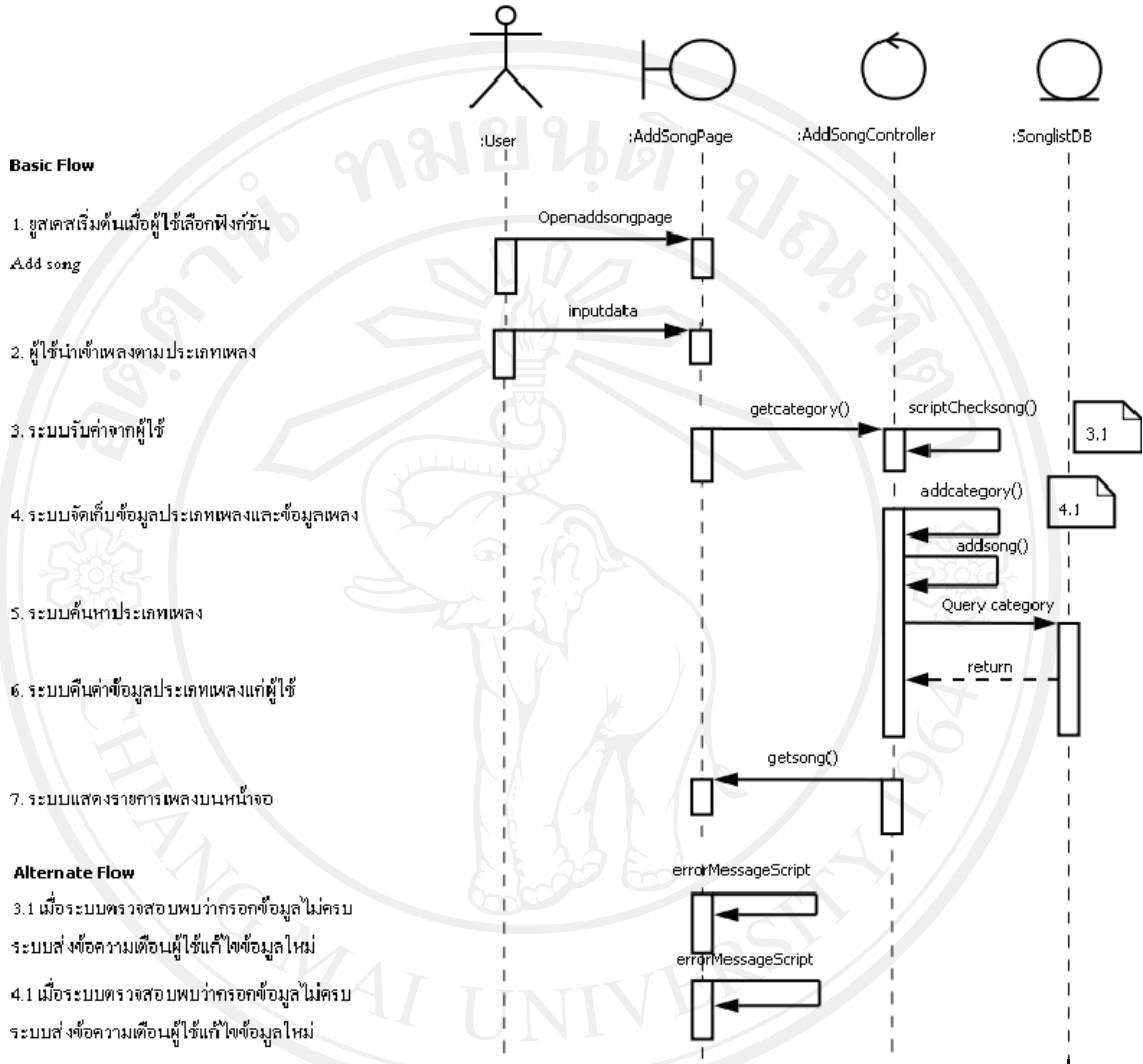 :User
:AddSongPage
:AddSongController
:SonglistDB
Basic Flow
1. ยูสเคสเริ่มต้นเมื่อผู้ใช้เลือกฟังก์ชัน
Add song
Openaddsongpage
inputdata
2. ผู้ใช้นำเข้าเพลงตามประเภทเพลง
3. ระบบรับค่าจากผู้ใช้
getcategory()
scriptChecksong()
3.1
4. ระบบจัดเก็บข้อมูลประเภทเพลงและข้อมูลเพลง
addcategory()
4.1
addsong()
5. ระบบค้นหาประเภทเพลง
Query category
6. ระบบคืนค่าข้อมูลประเภทเพลงแก่ผู้ใช้
return
getsong()
7. ระบบแสดงรายการเพลงบนหน้าจอ
Alternate Flow
3.1 เมื่อระบบตรวจสอบพบว่ากรอกข้อมูลไม่ครบ
ระบบส่งข้อความเตือนผู้ใช้แก้ไขข้อมูลใหม่
errorMessageScript
4.1 เมื่อระบบตรวจสอบพบว่ากรอกข้อมูลไม่ครบ
ระบบส่งข้อความเตือนผู้ใช้แก้ไขข้อมูลใหม่
errorMessageScript
CHIANG MAI UNIVERSITY 1964